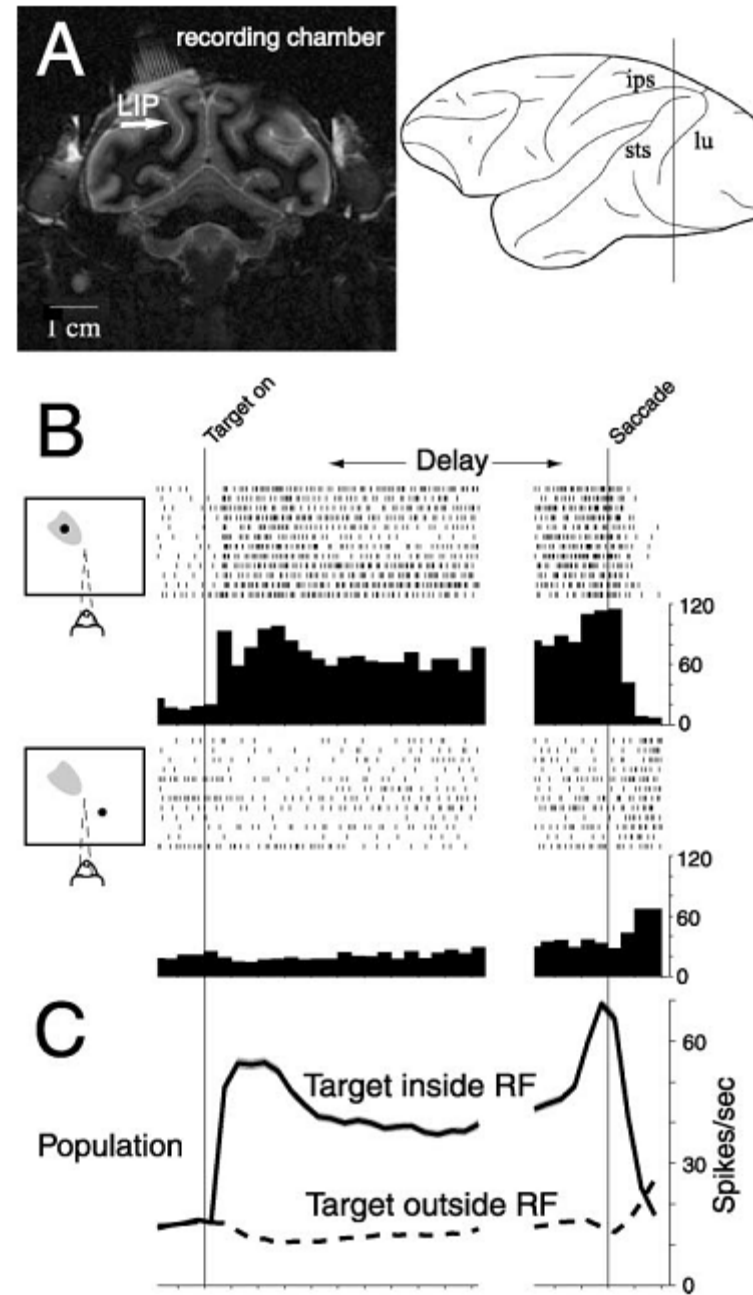 A
recording chamber
LIP
1 cm
ips
sts
lu
B
Target on
Saccade
Delay
120
60
0
120
60
0
C
Target inside RF
60
Population
Spikes/sec
30
Target outside RF
0